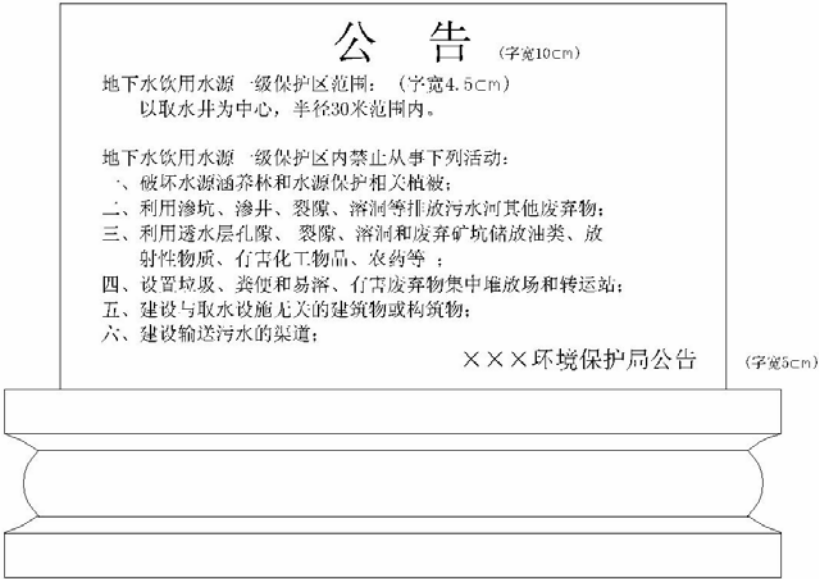 公 告 (字宽10cm)
地下水饮用水源一级保护区范围：(字宽4.5cm)
以取水井为中心，半径30米范围内。
地下水饮用水源一级保护区内禁止从事下列活动：
一、破坏水源涵养林和水源保护相关植被；
二、利用渗坑、渗井、裂隙、溶洞等排放污水河其他废弃物；
三、利用透水层孔隙、 裂隙、溶洞和废弃矿坑储放油类、放
射性物质、有害化工物品、农药等 ；
四、设置垃圾、粪便和易溶、有害废弃物集中堆放场和转运站；
五、建设与取水设施无关的建筑物或构筑物；
六、建设输送污水的渠道；
×××环境保护局公告 (字宽5cm)